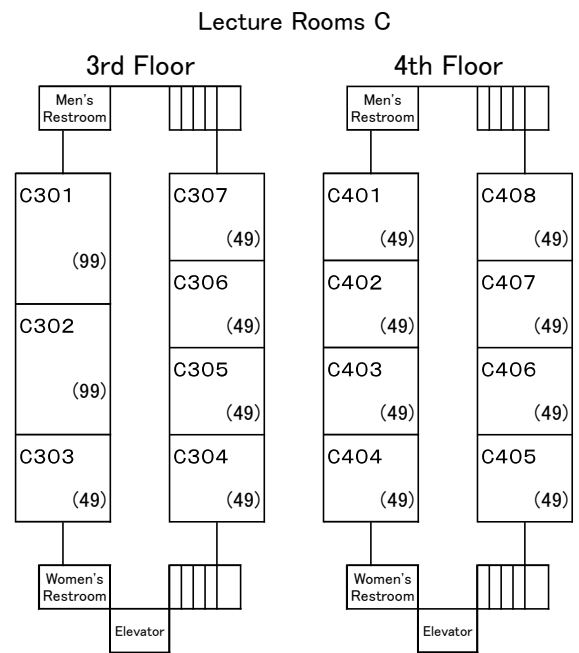 Lecture Rooms C
3rd Floor
Men's
Restroom
C301
(99)
C302
(99)
C303
(49)
C307
(49)
C306
(49)
C305
(49)
C304
(49)
Women's
Restroom
Elevator
4th Floor
Men's
Restroom
C401
(49)
C402
(49)
C403
(49)
C404
(49)
C408
(49)
C407
(49)
C406
(49)
C405
(49)
Women's
Restroom
Elevator